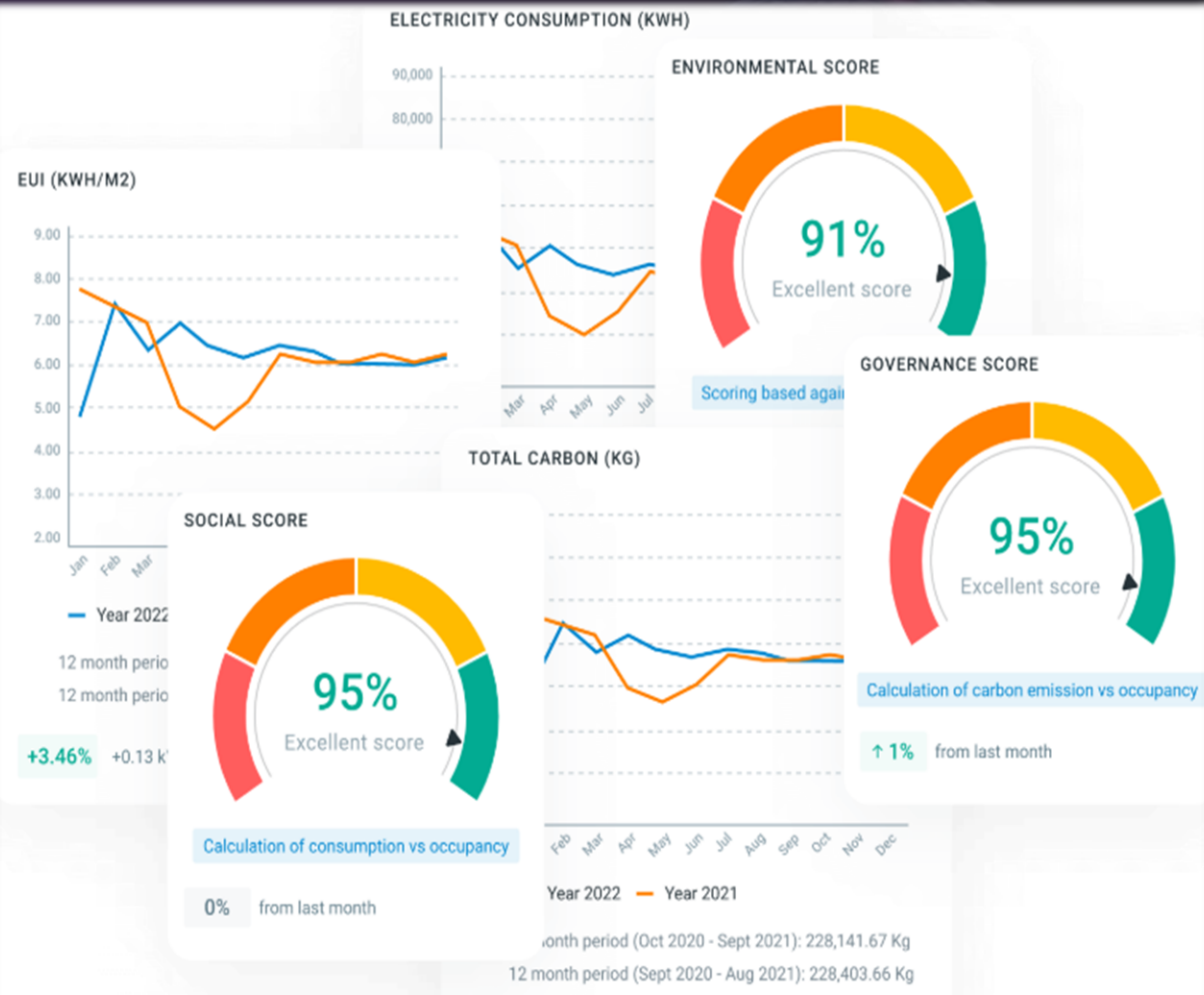 ELECTRICITY CONSUMPTION (KWH)
90,000
80,000
Mar
Apr
May
Jun
Jul
ENVIRONMENTAL SCORE
91%
Excellent score
Scoring based again
EUI (KWH/M2)
9.00
8.00
7.00
6.00
5.00
4.00
3.00
2.00
Jan
Feb
Mar
Year 2022
12 month perio
12 month perio
+3.46%
+0.13 k
GOVERNANCE SCORE
95%
Excellent score
Calculation of carbon emission vs occupancy
↑ 1%
from last month
TOTAL CARBON (KG)
Feb
Mar
Apr
May
Jun
Jul
Aug
Sep
Oct
Nov
Dec
Year 2022
Year 2021
onth period (Oct 2020 - Sept 2021): 228,141.67 Kg
12 month period (Sept 2020 - Aug 2021): 228,403.66 Kg
SOCIAL SCORE
95%
Excellent score
Calculation of consumption vs occupancy
0%
from last month